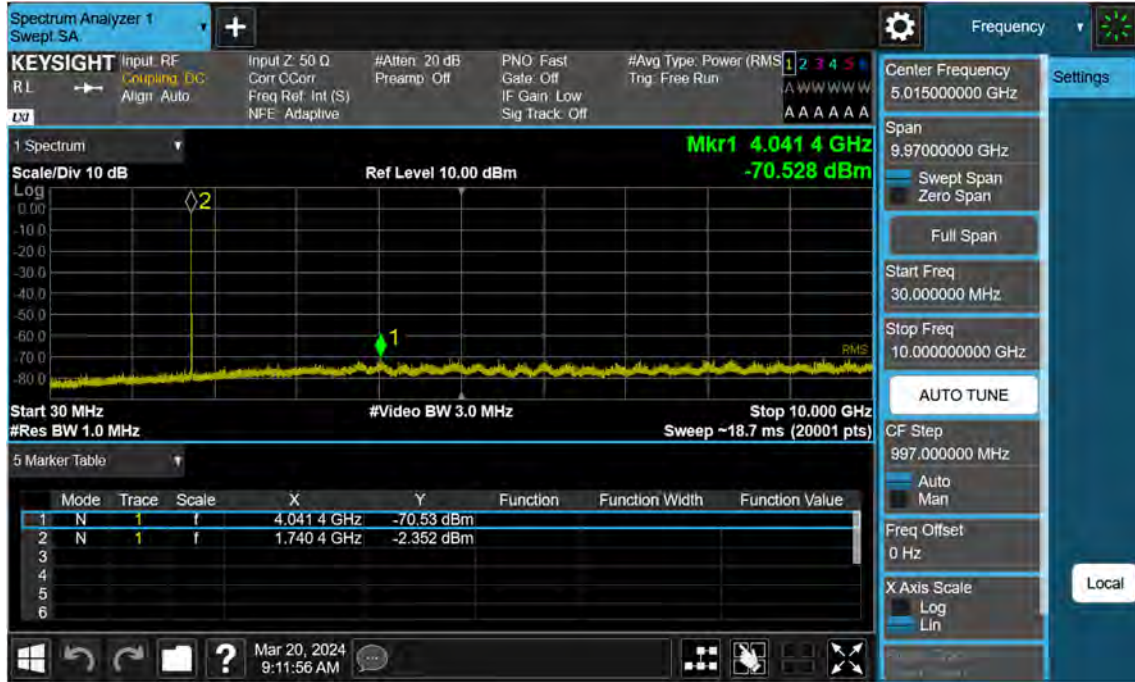 Spectrum Analyzer 1
Swept SA
+
Frequency
KEYSIGHT
RL
LXI
Input: RF
Coupling: DC
Align: Auto
Input Z: 50 Ω
Corr CCorr
Freq Ref: Int (S)
NFE: Adaptive
#Atten: 20 dB
Preamp: Off
PNO: Fast
Gate: Off
IF Gain: Low
Sig Track: Off
#Avg Type: Power (RMS
Trig: Free Run
1 2 3 4 5 6
A W W W W W
A A A A A A
1 Spectrum
Scale/Div 10 dB
Ref Level 10.00 dBm
Mkr1 4.041 4 GHz
-70.528 dBm
Log
0.00
-10.0
-20.0
-30.0
-40.0
-50.0
-60.0
-70.0
-80.0
2
1
RMS
Start 30 MHz
#Res BW 1.0 MHz
#Video BW 3.0 MHz
Stop 10.000 GHz
Sweep ~18.7 ms (20001 pts)
5 Marker Table
Mode Trace Scale X Y Function Function Width Function Value
1 N 1 f 4.041 4 GHz -70.53 dBm
2 N 1 f 1.740 4 GHz -2.352 dBm
3
4
5
6
?
Mar 20, 2024
9:11:56 AM
Center Frequency
5.015000000 GHz
Settings
Span
9.97000000 GHz
Swept Span
Zero Span
Full Span
Start Freq
30.000000 MHz
Stop Freq
10.000000000 GHz
AUTO TUNE
CF Step
997.000000 MHz
Auto
Man
Freq Offset
0 Hz
X Axis Scale
Log
Lin
Local